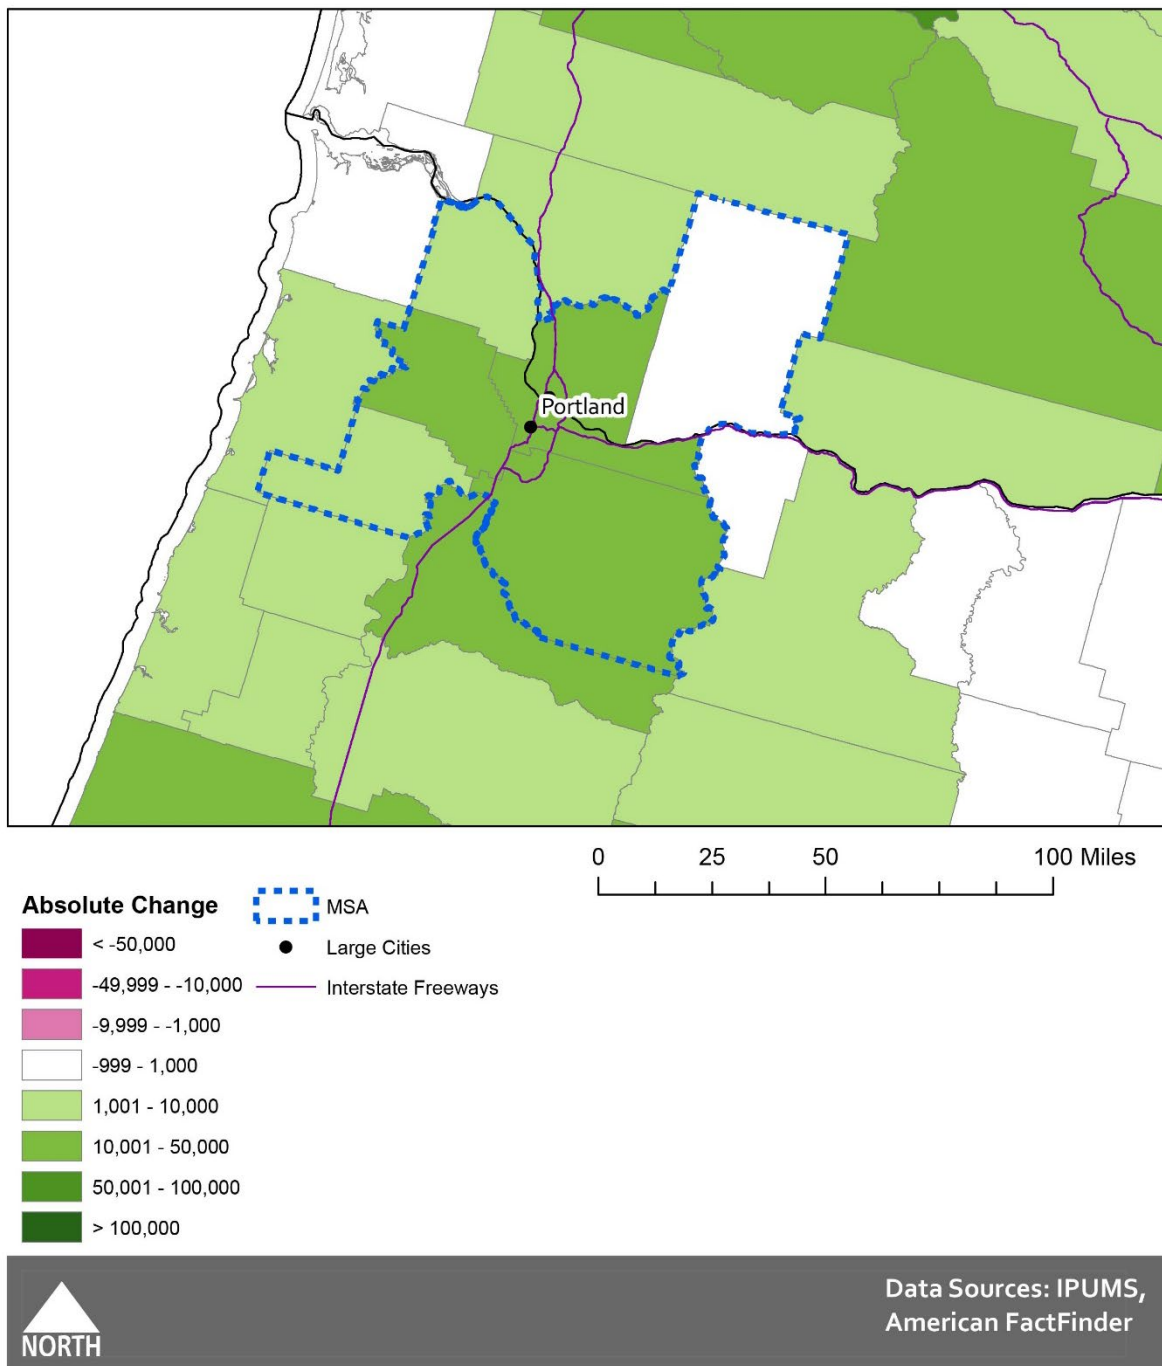 Portland
0 25 50 100 Miles
Absolute Change
MSA
< -50,000
Large Cities
-49,999 - -10,000
Interstate Freeways
-9,999 - -1,000
-999 - 1,000
1,001 - 10,000
10,001 - 50,000
50,001 - 100,000
> 100,000
NORTH
Data Sources: IPUMS,
American FactFinder